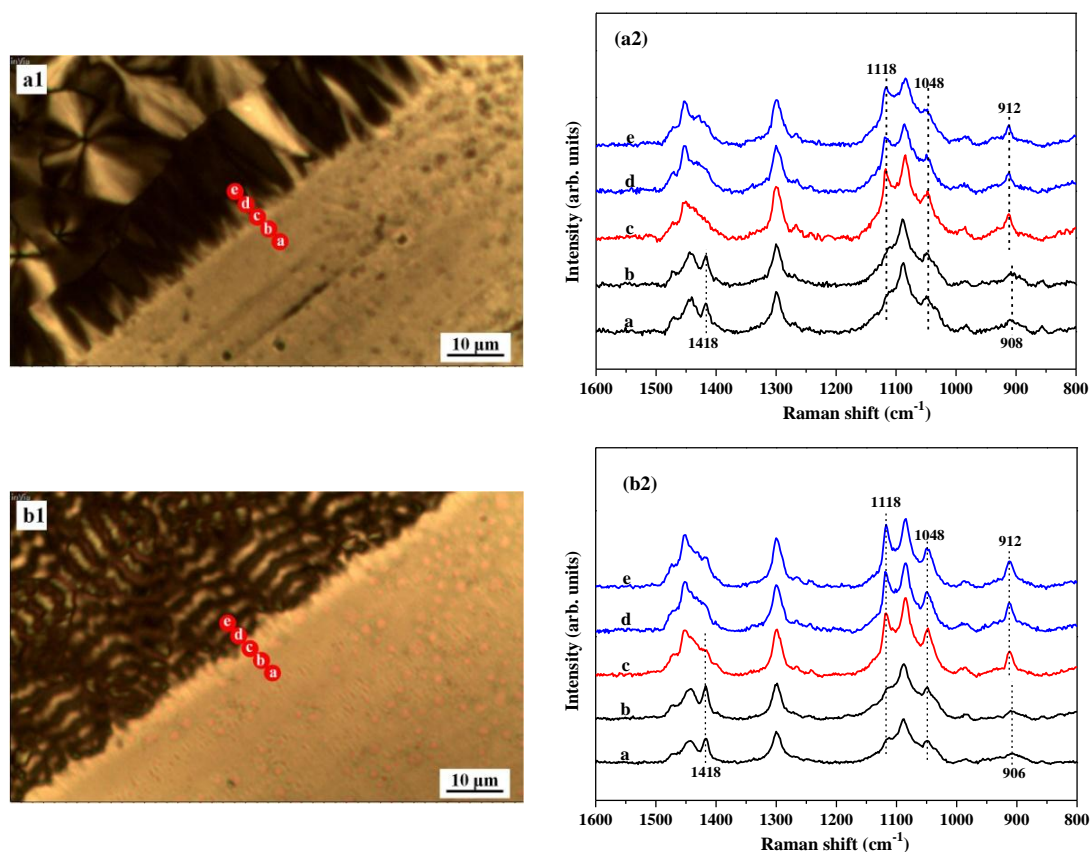 inVia
a1
e
d
c
b
a
10 μm
(a2)
1118
1048
912
e
d
c
b
a
1418
908
Intensity (arb. units)
1600 1500 1400 1300 1200 1100 1000 900 800
Raman shift (cm⁻¹)
inVia
b1
e
d
c
b
a
10 μm
(b2)
1118
1048
912
e
d
c
b
a
1418
906
Intensity (arb. units)
1600 1500 1400 1300 1200 1100 1000 900 800
Raman shift (cm⁻¹)